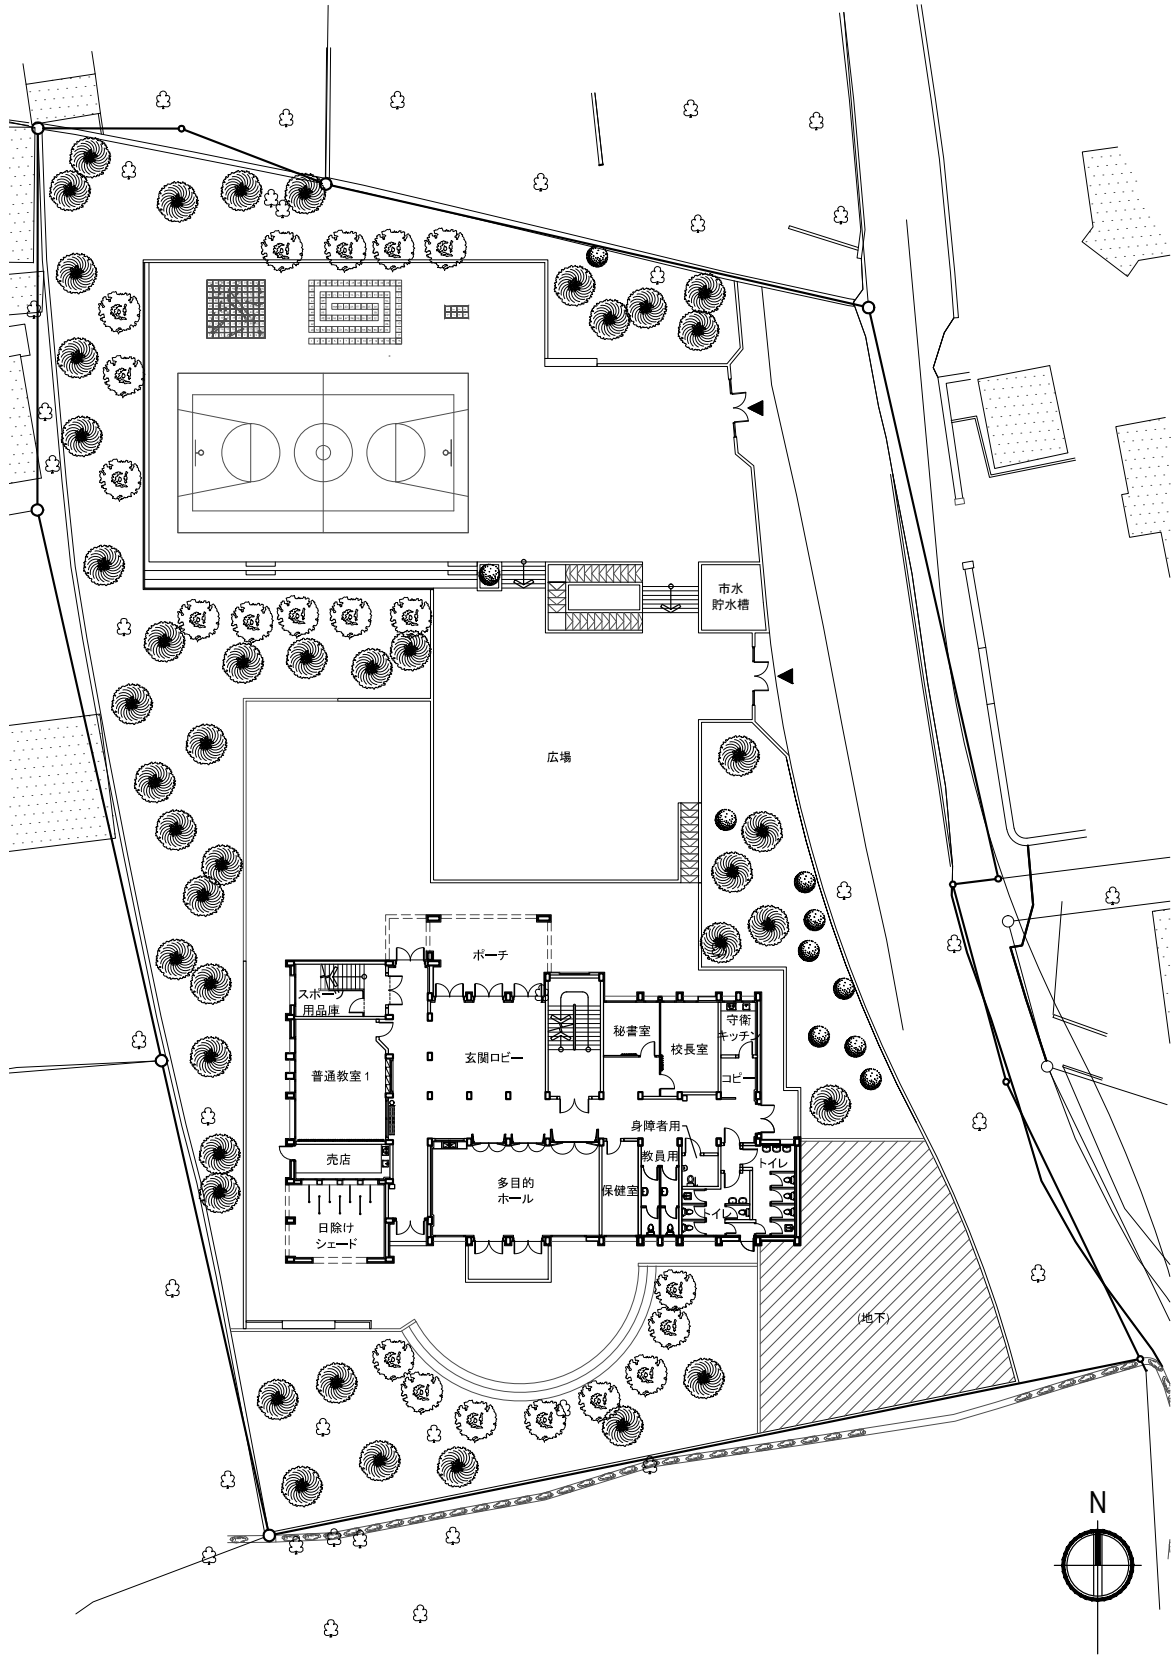 市水
貯水槽
広場
ポーチ
スポーツ
用品庫
秘書室
校長室
守衛
キッチン
コピー
玄関ロビー
普通教室1
身障者用
教員用
トイレ
売店
多目的
ホール
保健室
トイレ
日除け
シェード
(地下)
N